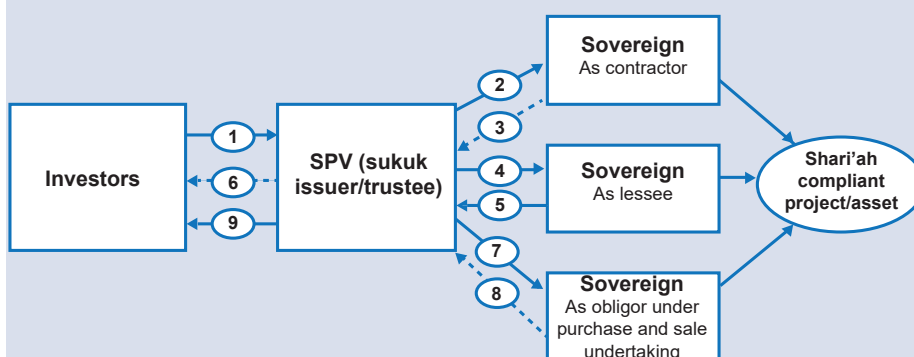 Sovereign
As contractor
2
3
1
Investors
6
9
SPV (sukuk
issuer/trustee)
4
5
Sovereign
As lessee
Shari’ah
compliant
project/asset
7
8
Sovereign
As obligor under
purchase and sale
undertaking